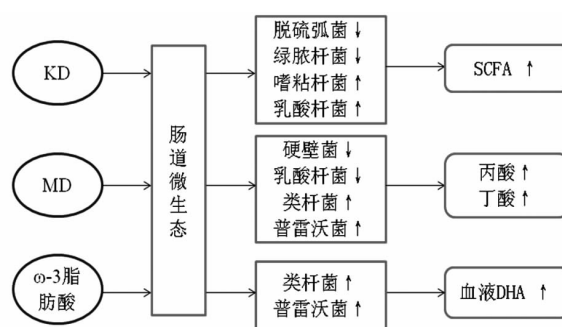 KD
MD
ω-3脂
肪酸
肠
道
微
生
态
脱硫弧菌↓
绿脓杆菌↓
嗜粘杆菌↑
乳酸杆菌↑
硬壁菌↓
乳酸杆菌↓
类杆菌↑
普雷沃菌↑
类杆菌↑
普雷沃菌↑
SCFA ↑
丙酸↑
丁酸↑
血液DHA ↑